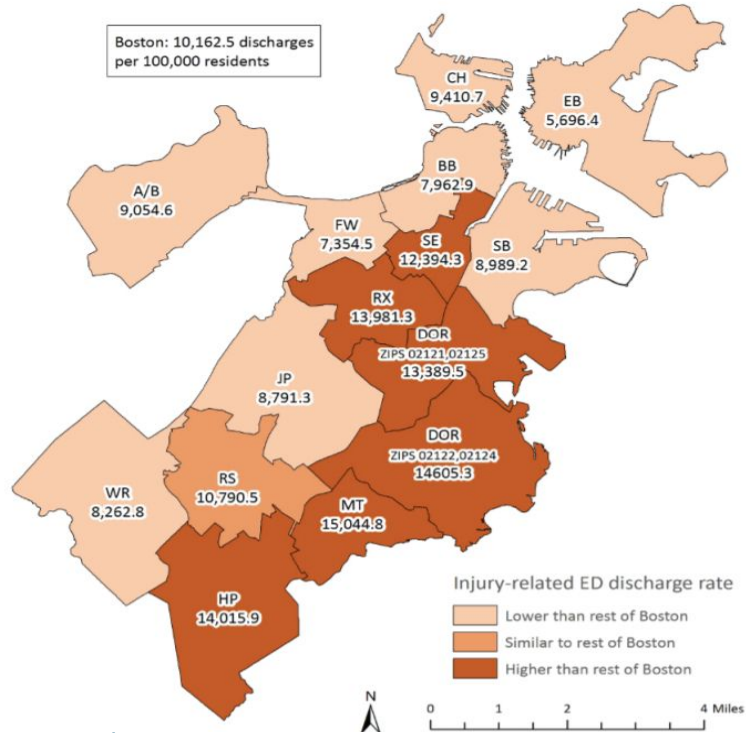 Boston: 10,162.5 discharges
per 100,000 residents
CH
9,410.7
EB
5,696.4
BB
7,962.9
A/B
9,054.6
FW
7,354.5
SE
12,394.3
SB
8,989.2
RX
13,981.3
DOR
ZIPS 02121,02125
13,389.5
JP
8,791.3
DOR
ZIPS 02122,02124
14605.3
RS
10,790.5
WR
8,262.8
MT
15,044.8
HP
14,015.9
Injury-related ED discharge rate
Lower than rest of Boston
Similar to rest of Boston
Higher than rest of Boston
N
0 1 2 4 Miles